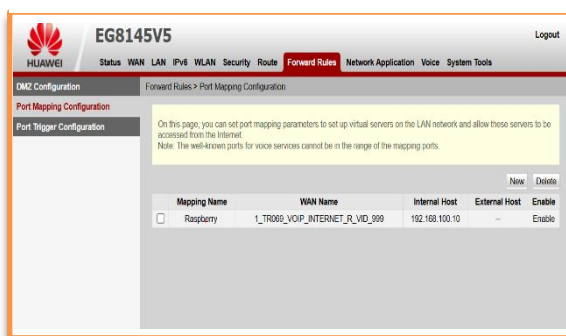 EG8145V5
Logout
HUAWEI
Status WAN LAN IPv6 WLAN Security Route Forward Rules Network Application Voice System Tools
DMZ Configuration
Port Mapping Configuration
Port Trigger Configuration
Forward Rules > Port Mapping Configuration
On this page, you can set port mapping parameters to set up virtual servers on the LAN network and allow these servers to be
accessed from the Internet.
Note: The well-known ports for voice services cannot be in the range of the mapping ports.
New Delete
Mapping Name WAN Name Internal Host External Host Enable
Raspberry 1_TR069_VOIP_INTERNET_R_VID_999 192.168.100.10 -- Enable